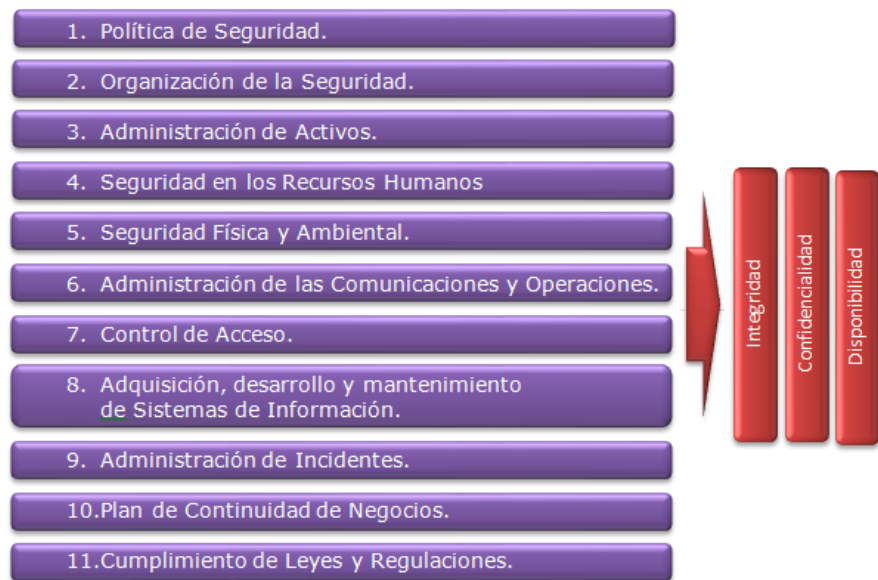 1. Política de Seguridad.
2. Organización de la Seguridad.
3. Administración de Activos.
4. Seguridad en los Recursos Humanos
5. Seguridad Física y Ambiental.
6. Administración de las Comunicaciones y Operaciones.
7. Control de Acceso.
8. Adquisición, desarrollo y mantenimiento
de Sistemas de Información.
9. Administración de Incidentes.
10.Plan de Continuidad de Negocios.
11.Cumplimiento de Leyes y Regulaciones.
Integridad
Confidencialidad
Disponibilidad